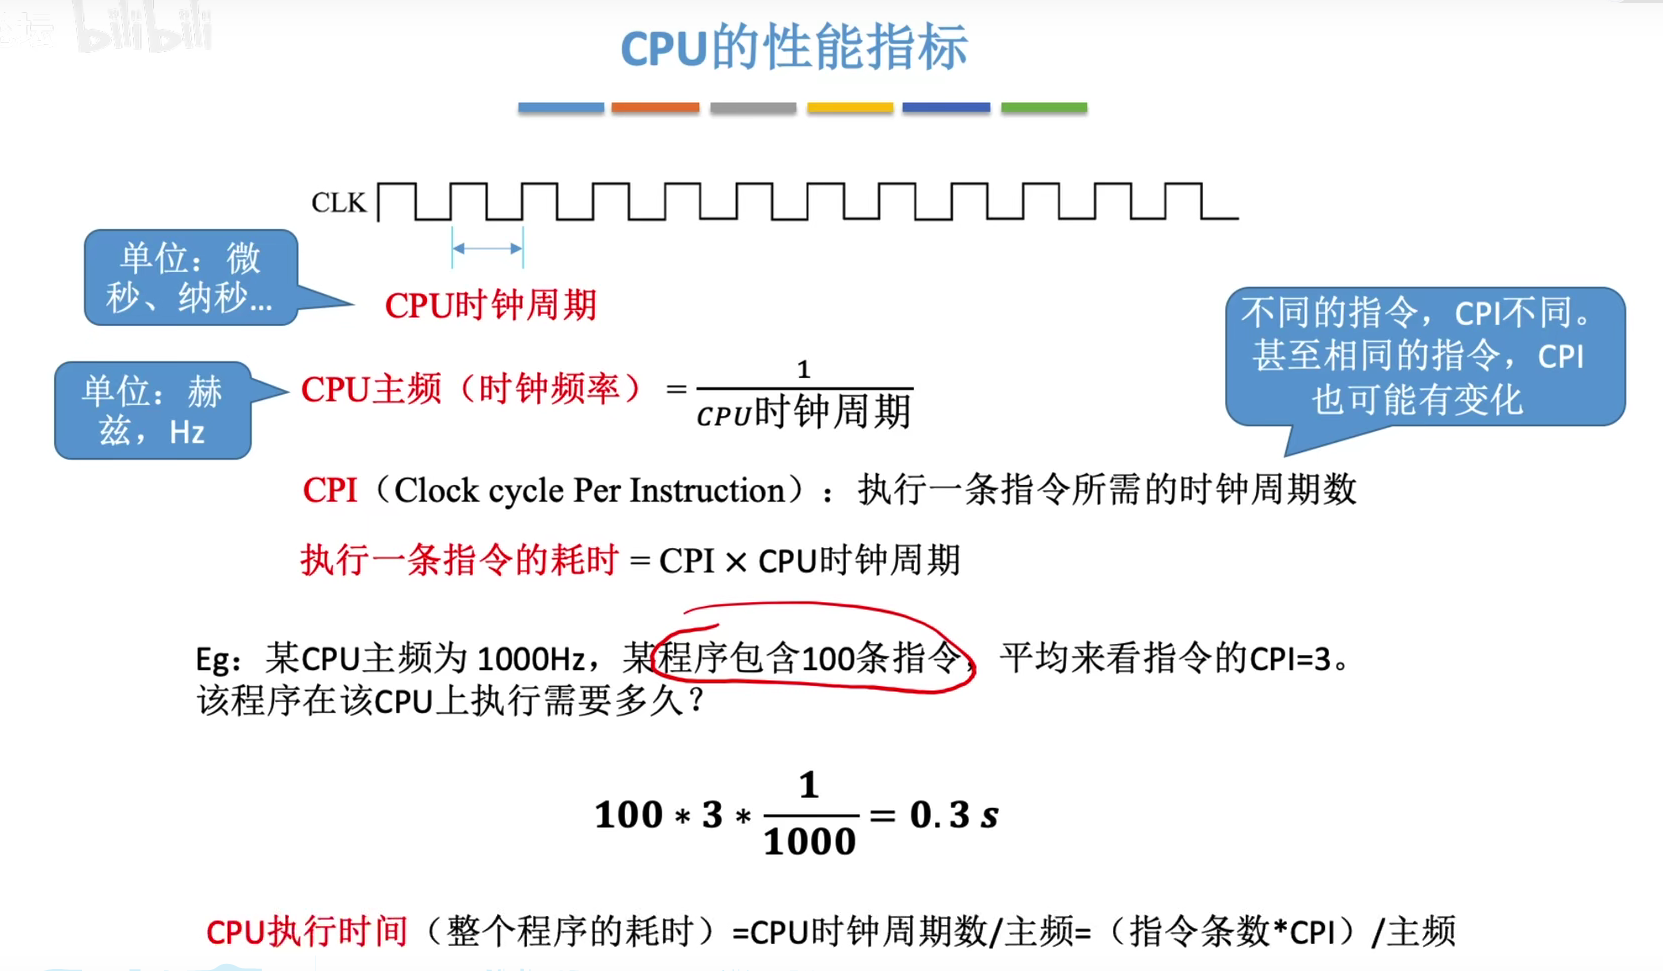 bilibili
CPU的性能指标
CLK
单位：微
秒、纳秒...
CPU时钟周期
不同的指令，CPI不同。
甚至相同的指令，CPI
也可能有变化
单位：赫
兹，Hz
CPU主频（时钟频率） = 1/CPU时钟周期
CPI（Clock cycle Per Instruction）：执行一条指令所需的时钟周期数
执行一条指令的耗时 = CPI × CPU时钟周期
Eg：某CPU主频为 1000Hz，某程序包含100条指令，平均来看指令的CPI=3。
该程序在该CPU上执行需要多久？
100 * 3 * 1/1000 = 0.3 s
CPU执行时间（整个程序的耗时）=CPU时钟周期数/主频=（指令条数*CPI）/主频